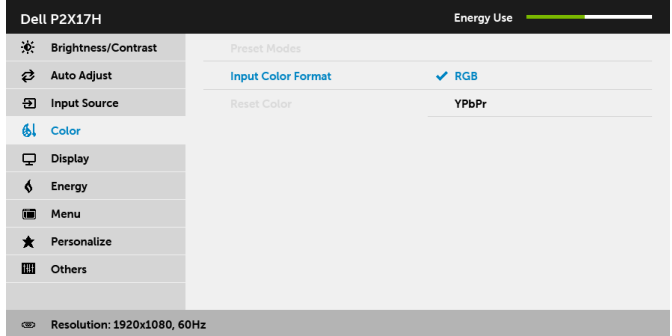 Dell P2X17H Energy Use
Brightness/Contrast Preset Modes
Auto Adjust Input Color Format RGB
Input Source Reset Color YPbPr
Color
Display
Energy
Menu
Personalize
Others
Resolution: 1920x1080, 60Hz